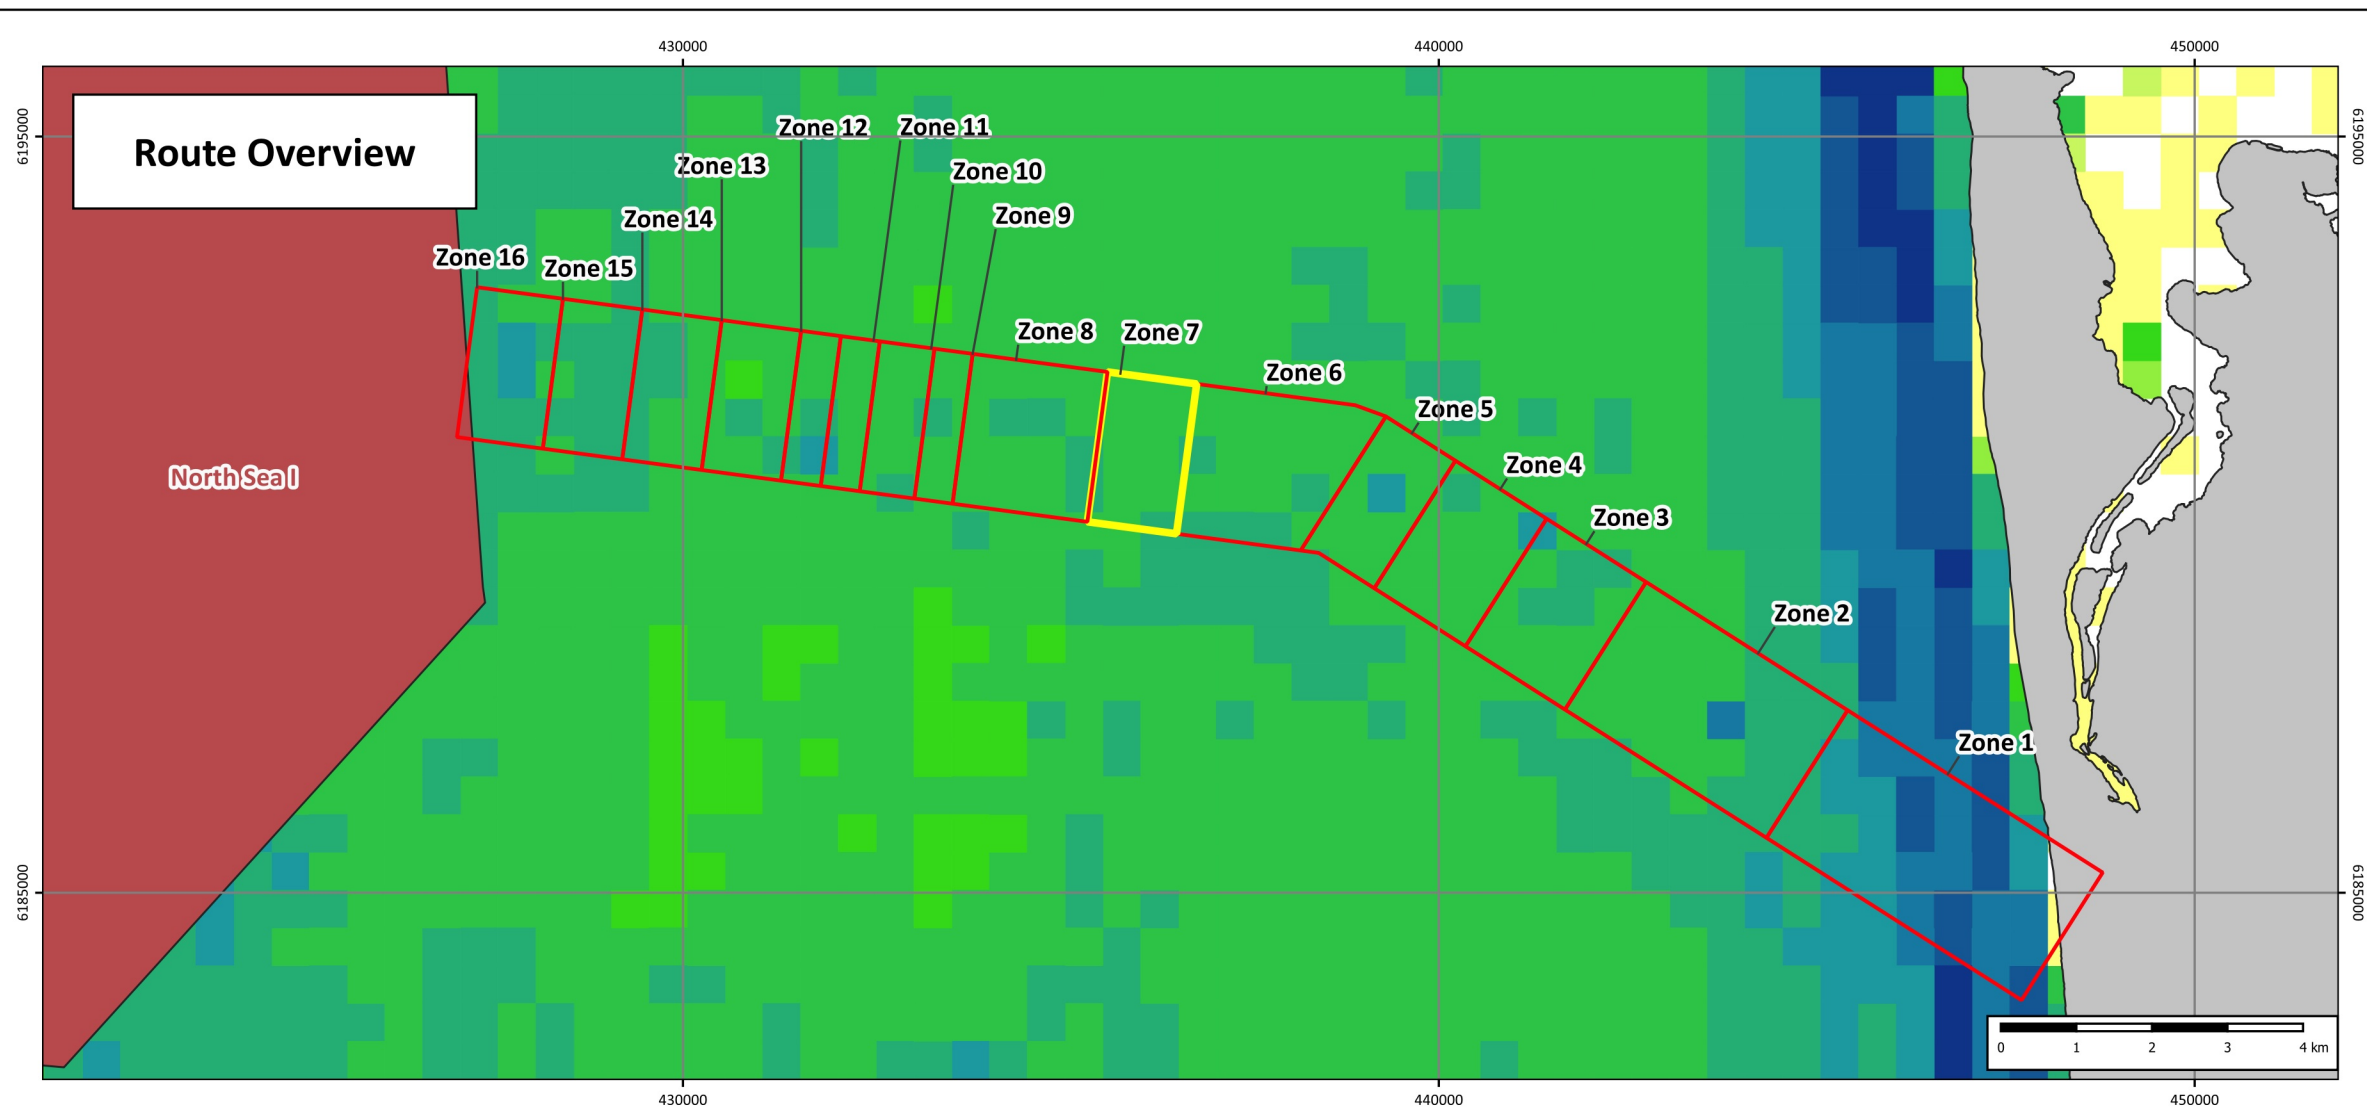 430000 440000 450000
Route Overview
6195000 6195000
Zone 12 Zone 11
Zone 13 Zone 10
Zone 14 Zone 9
Zone 16 Zone 15
Zone 8 Zone 7
Zone 6
Zone 5
Zone 4
North Sea I
Zone 3
Zone 2
Zone 1
6185000 6185000
0 1 2 3 4 km
430000 440000 450000